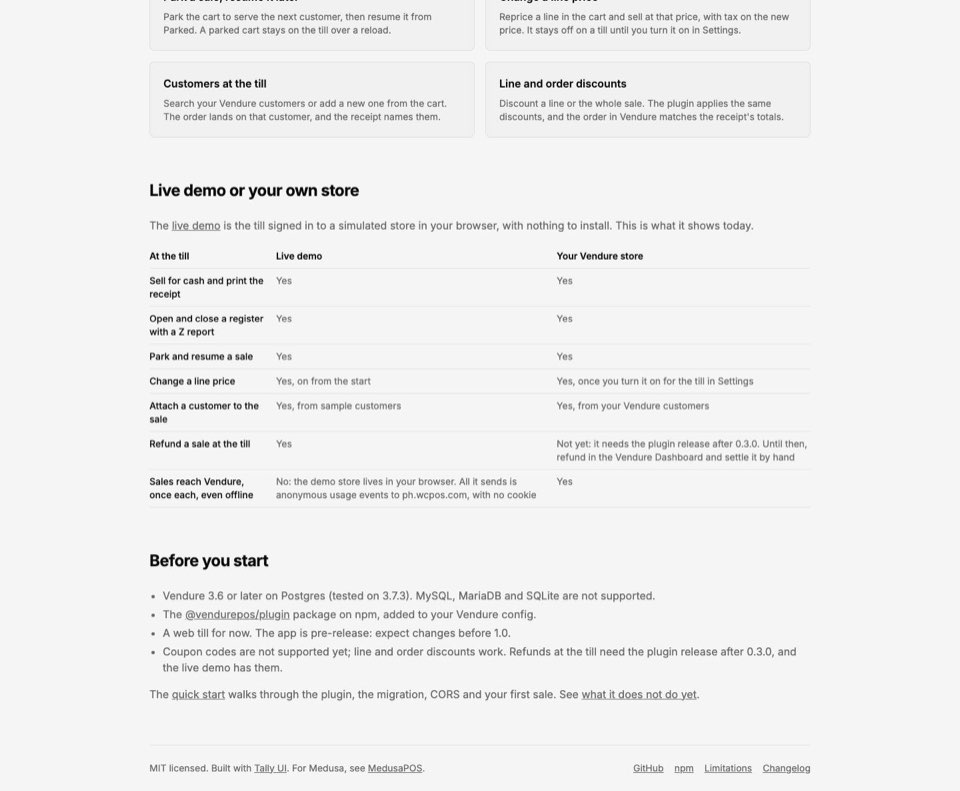 Park the cart to serve the next customer, then resume it from
Parked. A parked cart stays on the till over a reload.
Reprice a line in the cart and sell at that price, with tax on the new
price. It stays off on a till until you turn it on in Settings.
Customers at the till
Search your Vendure customers or add a new one from the cart.
The order lands on that customer, and the receipt names them.
Line and order discounts
Discount a line or the whole sale. The plugin applies the same
discounts, and the order in Vendure matches the receipt's totals.
Live demo or your own store
The live demo is the till signed in to a simulated store in your browser, with nothing to install. This is what it shows today.
At the till Live demo Your Vendure store
Sell for cash and print the
receipt
Yes
Yes
Open and close a register
with a Z report
Yes
Yes
Park and resume a sale Yes Yes
Change a line price Yes, on from the start Yes, once you turn it on for the till in Settings
Attach a customer to the
sale
Yes, from sample customers
Yes, from your Vendure customers
Refund a sale at the till
Yes
Not yet: it needs the plugin release after 0.3.0. Until then,
refund in the Vendure Dashboard and settle it by hand
Sales reach Vendure,
once each, even offline
No: the demo store lives in your browser. All it sends is
anonymous usage events to ph.wcpos.com, with no cookie
Yes
Before you start
• Vendure 3.6 or later on Postgres (tested on 3.7.3). MySQL, MariaDB and SQLite are not supported.
• The @vendurepos/plugin package on npm, added to your Vendure config.
• A web till for now. The app is pre-release: expect changes before 1.0.
• Coupon codes are not supported yet; line and order discounts work. Refunds at the till need the plugin release after 0.3.0, and
the live demo has them.
The quick start walks through the plugin, the migration, CORS and your first sale. See what it does not do yet.
MIT licensed. Built with Tally UI. For Medusa, see MedusaPOS.
GitHub npm Limitations Changelog